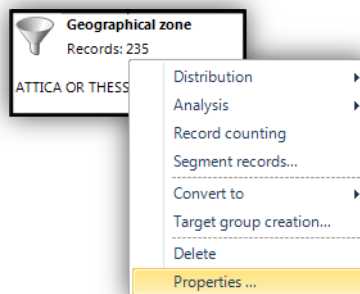 Geographical zone
Records: 235
ATTICA OR THESS
Distribution
Analysis
Record counting
Segment records...
Convert to
Target group creation...
Delete
Properties ...